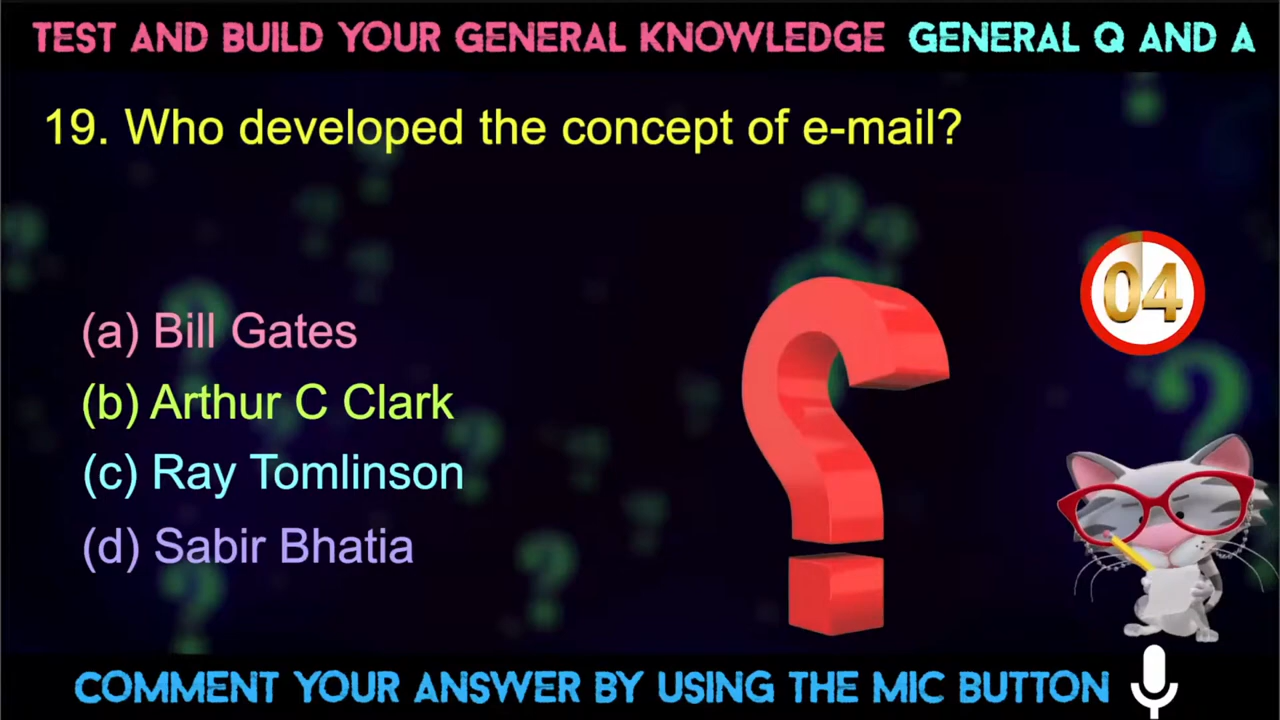 TEST AND BUILD YOUR GENERAL KNOWLEDGE GENERAL Q AND A
19. Who developed the concept of e-mail?
04
(a) Bill Gates
(b) Arthur C Clark
(c) Ray Tomlinson
(d) Sabir Bhatia
COMMENT YOUR ANSWER BY USING THE MIC BUTTON